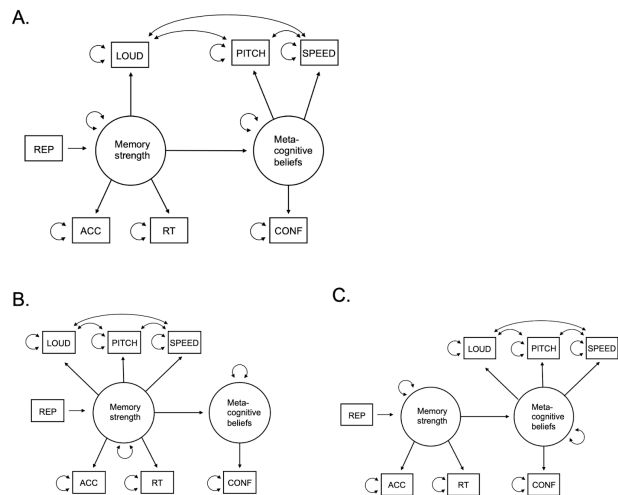 A.
LOUD
PITCH
SPEED
REP
Memory
strength
Meta-
cognitive
beliefs
ACC
RT
CONF
B.
LOUD
PITCH
SPEED
REP
Memory
strength
Meta-
cognitive
beliefs
ACC
RT
CONF
C.
LOUD
PITCH
SPEED
REP
Memory
strength
Meta-
cognitive
beliefs
ACC
RT
CONF